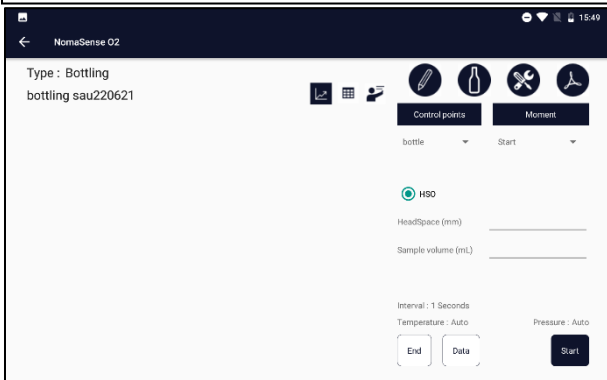 15:49
NomaSense O2
Type : Bottling
bottling sau220621
Control points Moment
bottle Start
HSO
HeadSpace (mm)
Sample volume (mL)
Interval : 1 Seconds
Temperature : Auto Pressure : Auto
End Data Start